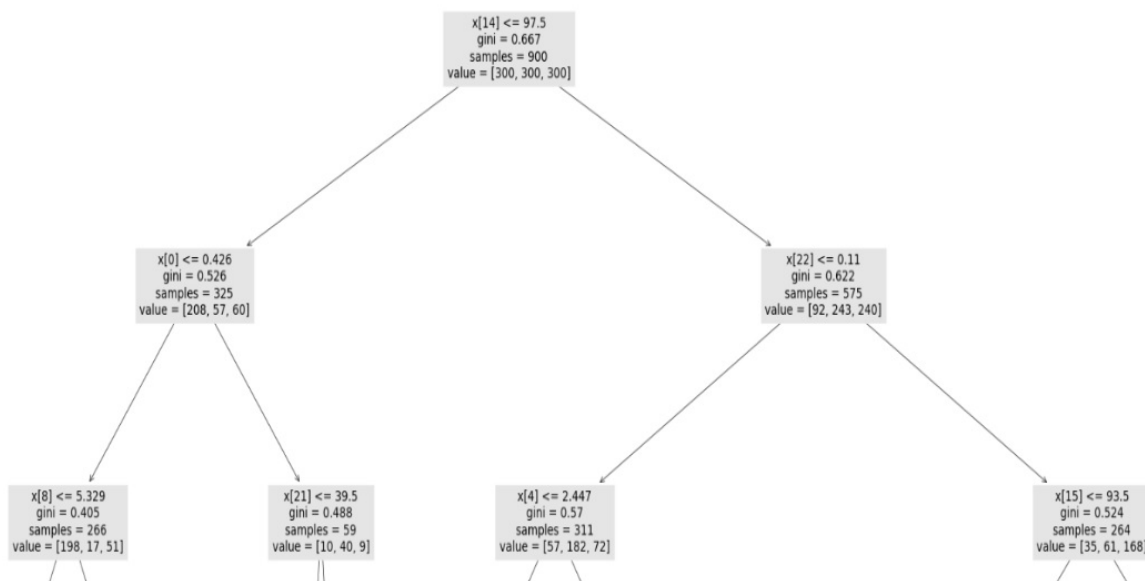 x[14] <= 97.5
gini = 0.667
samples = 900
value = [300, 300, 300]
x[0] <= 0.426
gini = 0.526
samples = 325
value = [208, 57, 60]
x[22] <= 0.11
gini = 0.622
samples = 575
value = [92, 243, 240]
x[8] <= 5.329
gini = 0.405
samples = 266
value = [198, 17, 51]
x[21] <= 39.5
gini = 0.488
samples = 59
value = [10, 40, 9]
x[4] <= 2.447
gini = 0.57
samples = 311
value = [57, 182, 72]
x[15] <= 93.5
gini = 0.524
samples = 264
value = [35, 61, 168]